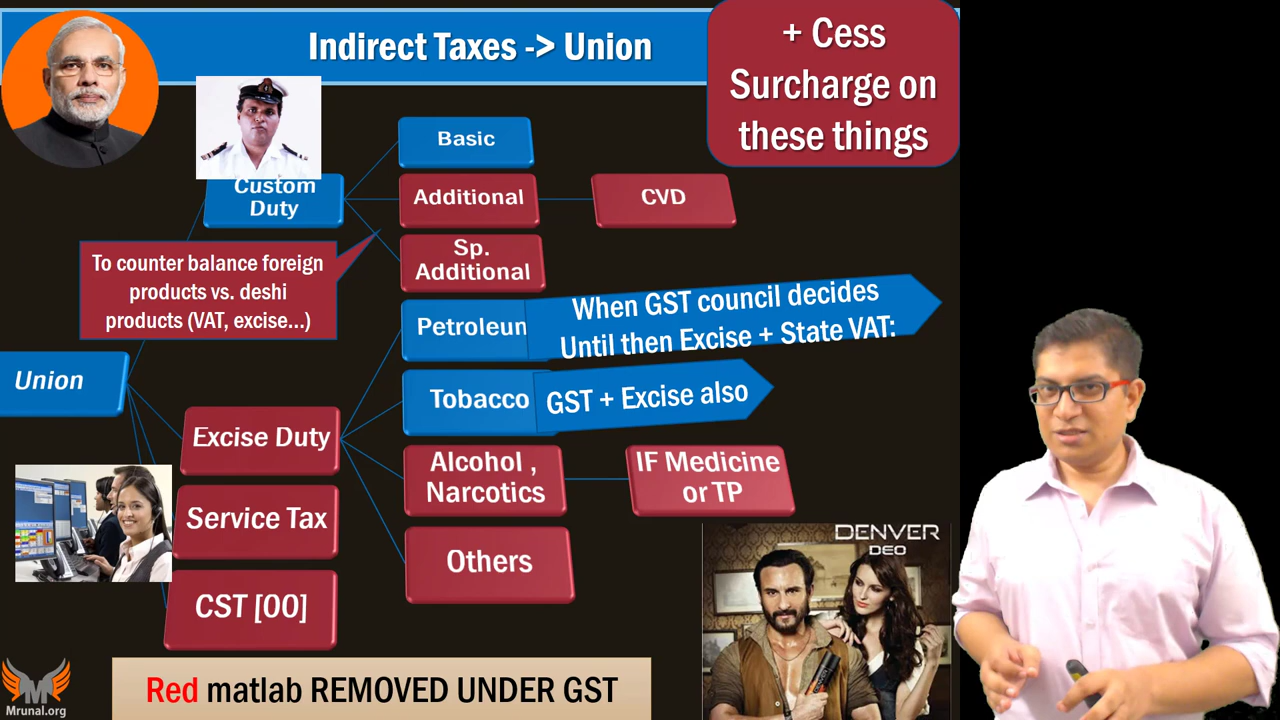 Indirect Taxes -> Union
+ Cess
Surcharge on
these things
Custom
Duty
Basic
Additional
CVD
Sp.
Additional
To counter balance foreign
products vs. deshi
products (VAT, excise...)
Petroleum
When GST council decides
Until then Excise + State VAT:
Union
Tobacco
GST + Excise also
Excise Duty
Alcohol ,
Narcotics
IF Medicine
or TP
Service Tax
Others
DENVER
DEO
CST [OO]
Red matlab REMOVED UNDER GST
Mrunal.org